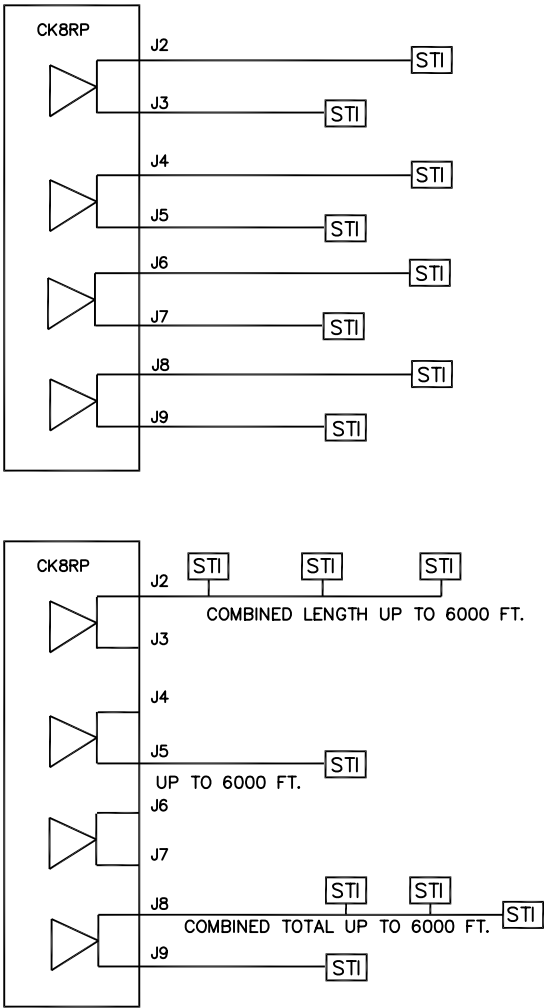 CK8RP
J2
STI
J3
STI
J4
STI
J5
STI
J6
STI
J7
STI
J8
STI
J9
STI
CK8RP
STI STI STI
J2
COMBINED LENGTH UP TO 6000 FT.
J3
J4
J5
STI
UP TO 6000 FT.
J6
J7
STI STI
J8
STI
COMBINED TOTAL UP TO 6000 FT.
J9
STI